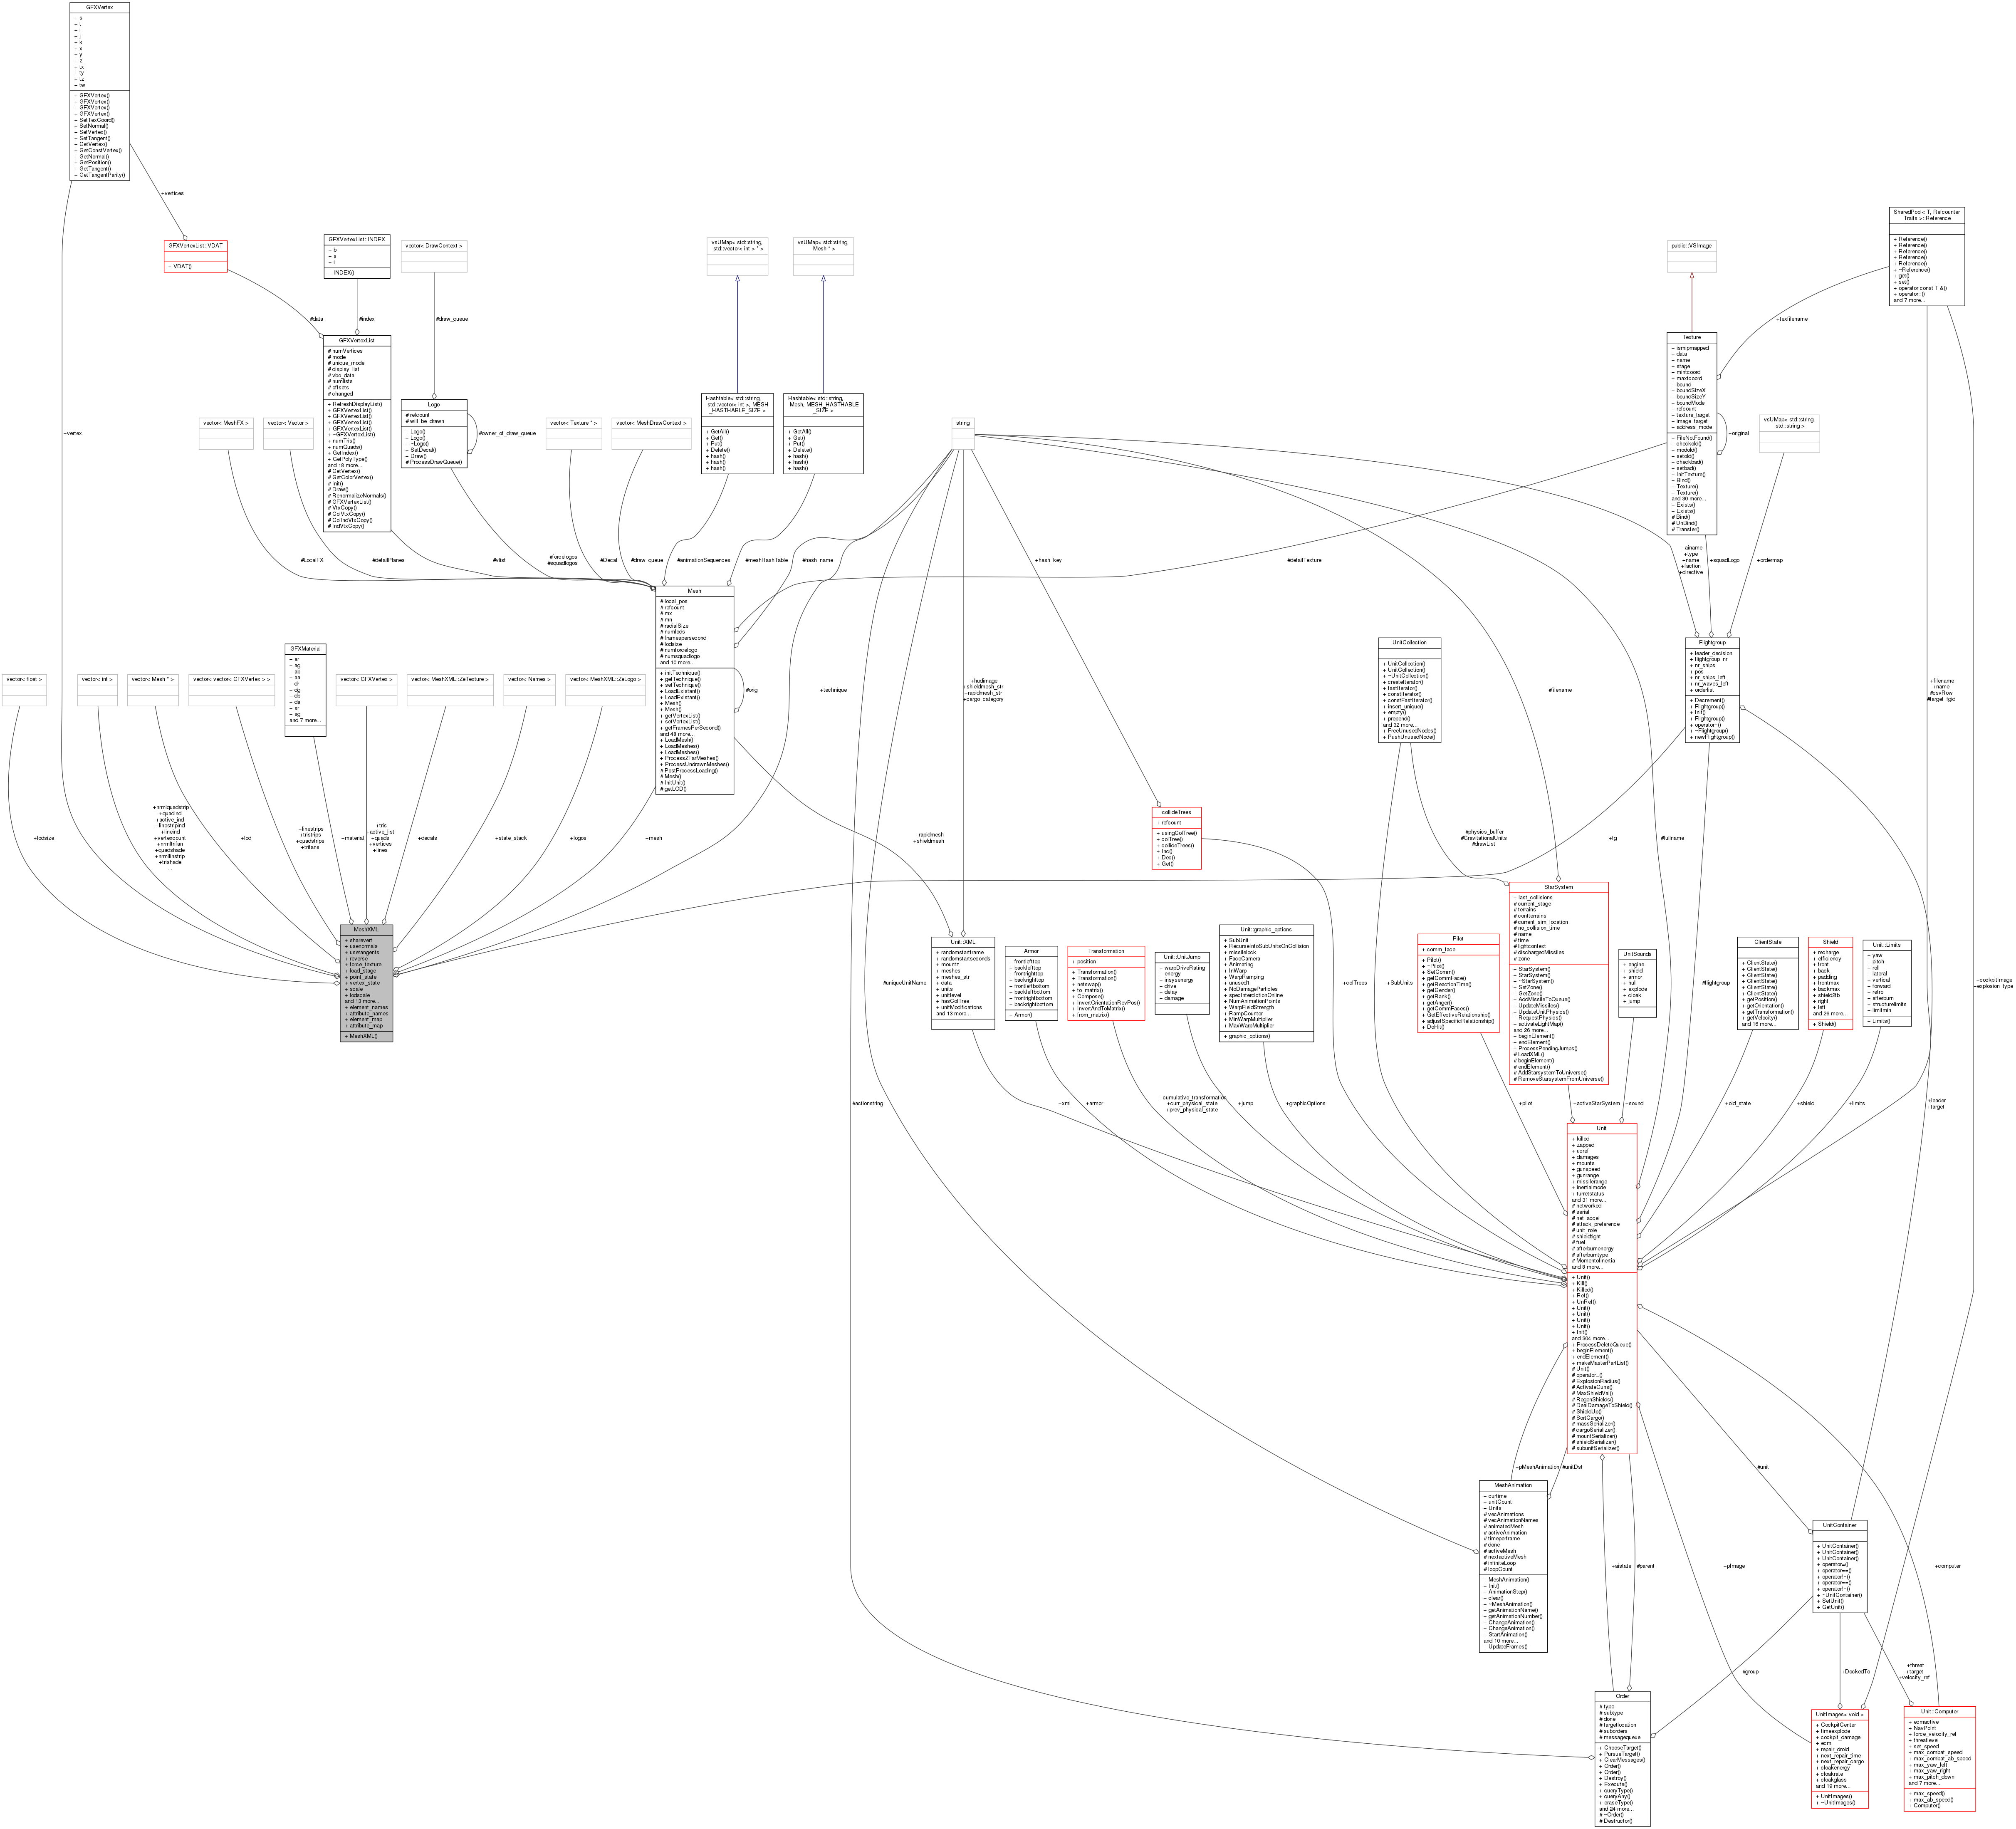 GFXVertex
+ s
+ t
+ i
+ j
+ k
+ x
+ y
+ z
+ tx
+ ty
+ tz
+ tw
+ GFXVertex()
+ GFXVertex()
+ GFXVertex()
+ GFXVertex()
+ SetTexCoord()
+ SetNormal()
+ SetVertex()
+ SetTangent()
+ GetVertex()
+ GetConstVertex()
+ GetNormal()
+ GetPosition()
+ GetTangent()
+ GetTangentParity()
+vertices
GFXVertexList::VDAT
+ VDAT()
GFXVertexList::INDEX
+ b
+ s
+ i
+ INDEX()
vector< DrawContext >
vsUMap< std::string,
std::vector< int > * >
vsUMap< std::string,
Mesh * >
public::VSImage
SharedPool< T, Refcounter
Traits >::Reference
+ Reference()
+ Reference()
+ Reference()
+ Reference()
+ Reference()
+ ~Reference()
+ get()
+ set()
+ operator const T &()
+ operator=()
and 7 more...
#data
#index
#draw_queue
+texfilename
GFXVertexList
# numVertices
# mode
# unique_mode
# display_list
# vbo_data
# numlists
# offsets
# changed
+ RefreshDisplayList()
+ GFXVertexList()
+ GFXVertexList()
+ GFXVertexList()
+ GFXVertexList()
+ ~GFXVertexList()
+ numTris()
+ numQuads()
+ GetIndex()
+ GetPolyType()
and 18 more...
# GetVertex()
# GetColorVertex()
# Init()
# Draw()
# RenormalizeNormals()
# GFXVertexList()
# VtxCopy()
# ColVtxCopy()
# ColIndVtxCopy()
# IndVtxCopy()
Logo
# refcount
# will_be_drawn
+ Logo()
+ Logo()
+ ~Logo()
+ SetDecal()
+ Draw()
# ProcessDrawQueue()
#owner_of_draw_queue
Hashtable< std::string,
std::vector< int >, MESH
_HASTHABLE_SIZE >
+ GetAll()
+ Get()
+ Put()
+ Delete()
+ hash()
+ hash()
+ hash()
Hashtable< std::string,
Mesh, MESH_HASTHABLE
_SIZE >
+ GetAll()
+ Get()
+ Put()
+ Delete()
+ hash()
+ hash()
+ hash()
Texture
+ ismipmapped
+ data
+ name
+ stage
+ mintcoord
+ maxtcoord
+ bound
+ boundSizeX
+ boundSizeY
+ boundMode
+ refcount
+ texture_target
+ image_target
+ address_mode
+ FileNotFound()
+ checkold()
+ modold()
+ setold()
+ checkbad()
+ setbad()
+ InitTexture()
+ Bind()
+ Texture()
+ Texture()
and 30 more...
+ Exists()
+ Exists()
# Bind()
# UnBind()
# Transfer()
+original
vector< MeshFX >
vector< Vector >
vector< Texture * >
vector< MeshDrawContext >
string
vsUMap< std::string,
std::string >
+vertex
#LocalFX
#detailPlanes
#vlist
#forcelogos
#squadlogos
#Decal
#draw_queue
#animationSequences
#meshHashTable
#hash_name
+hash_key
#detailTexture
+ainame
+type
+name
+faction
+directive
+squadLogo
+ordermap
Mesh
# local_pos
# refcount
# mx
# mn
# radialSize
# numlods
# framespersecond
# lodsize
# numforcelogo
# numsquadlogo
and 10 more...
+ initTechnique()
+ getTechnique()
+ setTechnique()
+ LoadExistant()
+ LoadExistant()
+ Mesh()
+ Mesh()
+ getVertexList()
+ setVertexList()
+ getFramesPerSecond()
and 48 more...
+ LoadMesh()
+ LoadMeshes()
+ LoadMeshes()
+ ProcessZFarMeshes()
+ ProcessUndrawnMeshes()
# PostProcessLoading()
# Mesh()
# InitUnit()
# getLOD()
#orig
GFXMaterial
+ ar
+ ag
+ ab
+ aa
+ dr
+ dg
+ db
+ da
+ sr
+ sg
and 7 more...
vector< float >
vector< int >
vector< Mesh * >
vector< vector< GFXVertex > >
vector< GFXVertex >
vector< MeshXML::ZeTexture >
vector< Names >
vector< MeshXML::ZeLogo >
+technique
+hudimage
+shieldmesh_str
+rapidmesh_str
+cargo_category
#filename
UnitCollection
+ UnitCollection()
+ UnitCollection()
+ ~UnitCollection()
+ createIterator()
+ fastIterator()
+ constIterator()
+ constFastIterator()
+ insert_unique()
+ empty()
+ prepend()
and 32 more...
+ FreeUnusedNodes()
+ PushUnusedNode()
Flightgroup
+ leader_decision
+ flightgroup_nr
+ nr_ships
+ pos
+ nr_ships_left
+ nr_waves_left
+ orderlist
+ Decrement()
+ Flightgroup()
+ Init()
+ Flightgroup()
+ operator=()
+ ~Flightgroup()
+ newFlightgroup()
+filename
+name
#csvRow
#target_fgid
+lodsize
+nrmlquadstrip
+quadind
+active_ind
+linestripind
+lineind
+vertexcount
+nrmltrifan
+quadshade
+nrmllinstrip
+trishade
...
+lod
+linestrips
+tristrips
+quadstrips
+trifans
+material
+tris
+active_list
+quads
+vertices
+lines
+decals
+state_stack
+logos
+mesh
+rapidmesh
+shieldmesh
collideTrees
+ refcount
+ usingColTree()
+ colTree()
+ collideTrees()
+ Inc()
+ Dec()
+ Get()
#physics_buffer
#GravitationalUnits
#drawList
+fg
#fullname
MeshXML
+ sharevert
+ usenormals
+ usetangents
+ reverse
+ force_texture
+ load_stage
+ point_state
+ vertex_state
+ scale
+ lodscale
and 13 more...
+ element_names
+ attribute_names
+ element_map
+ attribute_map
+ MeshXML()
#uniqueUnitName
Unit::XML
+ randomstartframe
+ randomstartseconds
+ mountz
+ meshes
+ meshes_str
+ data
+ units
+ unitlevel
+ hasColTree
+ unitModifications
and 13 more...
Armor
+ frontlefttop
+ backlefttop
+ frontrighttop
+ backrighttop
+ frontleftbottom
+ backleftbottom
+ frontrightbottom
+ backrightbottom
+ Armor()
Transformation
+ position
+ Transformation()
+ Transformation()
+ netswap()
+ to_matrix()
+ Compose()
+ InvertOrientationRevPos()
+ InvertAndToMatrix()
+ from_matrix()
Unit::UnitJump
+ warpDriveRating
+ energy
+ insysenergy
+ drive
+ delay
+ damage
Unit::graphic_options
+ SubUnit
+ RecurseIntoSubUnitsOnCollision
+ missilelock
+ FaceCamera
+ Animating
+ InWarp
+ WarpRamping
+ unused1
+ NoDamageParticles
+ specInterdictionOnline
+ NumAnimationPoints
+ WarpFieldStrength
+ RampCounter
+ MinWarpMultiplier
+ MaxWarpMultiplier
+ graphic_options()
+colTrees
+SubUnits
Pilot
+ comm_face
+ Pilot()
+ ~Pilot()
+ SetComm()
+ getCommFace()
+ getReactionTime()
+ getGender()
+ getRank()
+ getAnger()
+ getCommFaces()
+ GetEffectiveRelationship()
+ adjustSpecificRelationship()
+ DoHit()
StarSystem
+ last_collisions
# current_stage
# terrains
# contterrains
# current_sim_location
# no_collision_time
# name
# time
# lightcontext
# dischargedMissiles
# zone
+ StarSystem()
+ StarSystem()
+ ~StarSystem()
+ SetZone()
+ GetZone()
+ AddMissileToQueue()
+ UpdateMissiles()
+ UpdateUnitPhysics()
+ RequestPhysics()
+ activateLightMap()
and 26 more...
+ beginElement()
+ endElement()
+ ProcessPendingJumps()
# LoadXML()
# beginElement()
# endElement()
# AddStarsystemToUniverse()
# RemoveStarsystemFromUniverse()
UnitSounds
+ engine
+ shield
+ armor
+ hull
+ explode
+ cloak
+ jump
#flightgroup
ClientState
+ ClientState()
+ ClientState()
+ ClientState()
+ ClientState()
+ ClientState()
+ ClientState()
+ getPosition()
+ getOrientation()
+ getTransformation()
+ getVelocity()
and 16 more...
Shield
+ recharge
+ efficiency
+ front
+ back
+ padding
+ frontmax
+ backmax
+ shield2fb
+ right
+ left
and 26 more...
+ Shield()
Unit::Limits
+ yaw
+ pitch
+ roll
+ lateral
+ vertical
+ forward
+ retro
+ afterburn
+ structurelimits
+ limitmin
+ Limits()
+cockpitImage
+explosion_type
#actionstring
+xml
+armor
+cumulative_transformation
+curr_physical_state
+prev_physical_state
+jump
+graphicOptions
+pilot
+activeStarSystem
+sound
+old_state
+shield
+limits
+leader
+target
Unit
+ killed
+ zapped
+ ucref
+ damages
+ mounts
+ gunspeed
+ gunrange
+ missilerange
+ inertialmode
+ turretstatus
and 31 more...
# networked
# serial
# net_accel
# attack_preference
# unit_role
# shieldtight
# fuel
# afterburnenergy
# afterburntype
# Momentofinertia
and 8 more...
+ Unit()
+ Kill()
+ Killed()
+ Ref()
+ UnRef()
+ Unit()
+ Unit()
+ Unit()
+ Unit()
+ Init()
and 304 more...
+ ProcessDeleteQueue()
+ beginElement()
+ endElement()
+ makeMasterPartList()
# Unit()
# operator=()
# ExplosionRadius()
# ActivateGuns()
# MaxShieldVal()
# RegenShields()
# DealDamageToShield()
# ShieldUp()
# SortCargo()
# massSerializer()
# cargoSerializer()
# mountSerializer()
# shieldSerializer()
# subunitSerializer()
+pMeshAnimation
#unitDst
#unit
MeshAnimation
+ curtime
+ unitCount
+ Units
# vecAnimations
# vecAnimationNames
# animatedMesh
# activeAnimation
# timeperframe
# done
# activeMesh
# nextactiveMesh
# infiniteLoop
# loopCount
+ MeshAnimation()
+ Init()
+ AnimationStep()
+ clear()
+ ~MeshAnimation()
+ getAnimationName()
+ getAnimationNumber()
+ ChangeAnimation()
+ ChangeAnimation()
+ StartAnimation()
and 10 more...
+ UpdateFrames()
+aistate
#parent
+pImage
+computer
UnitContainer
+ UnitContainer()
+ UnitContainer()
+ UnitContainer()
+ operator=()
+ operator==()
+ operator!=()
+ operator==()
+ operator!=()
+ ~UnitContainer()
+ SetUnit()
+ GetUnit()
#group
+DockedTo
+threat
+target
+velocity_ref
Order
# type
# subtype
# done
# targetlocation
# suborders
# messagequeue
+ ChooseTarget()
+ PursueTarget()
+ ClearMessages()
+ Order()
+ Order()
+ Destroy()
+ Execute()
+ queryType()
+ queryAny()
+ eraseType()
and 24 more...
# ~Order()
# Destructor()
UnitImages< void >
+ CockpitCenter
+ timeexplode
+ cockpit_damage
+ ecm
+ repair_droid
+ next_repair_time
+ next_repair_cargo
+ cloakenergy
+ cloakrate
+ cloakglass
and 19 more...
+ UnitImages()
+ ~UnitImages()
Unit::Computer
+ ecmactive
+ NavPoint
+ force_velocity_ref
+ threatlevel
+ set_speed
+ max_combat_speed
+ max_combat_ab_speed
+ max_yaw_left
+ max_yaw_right
+ max_pitch_down
and 7 more...
+ max_speed()
+ max_ab_speed()
+ Computer()